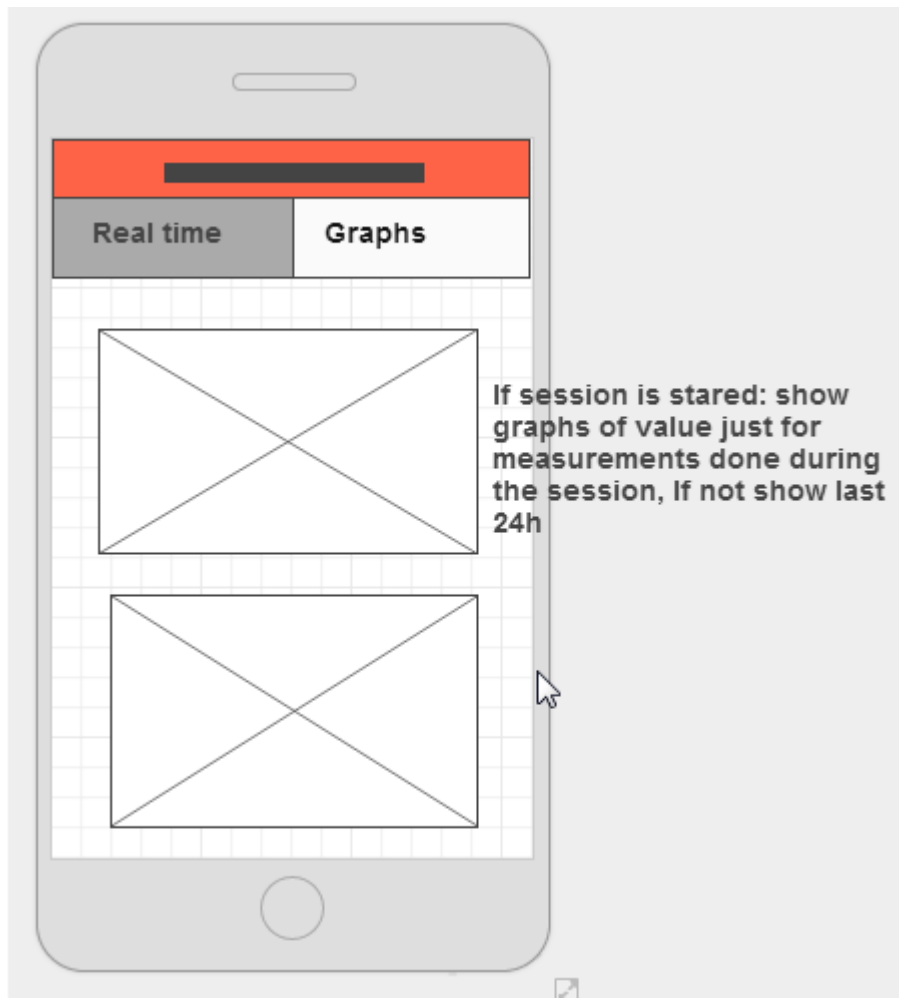 Real time
Graphs
If session is stared: show
graphs of value just for
measurements done during
the session, If not show last
24h